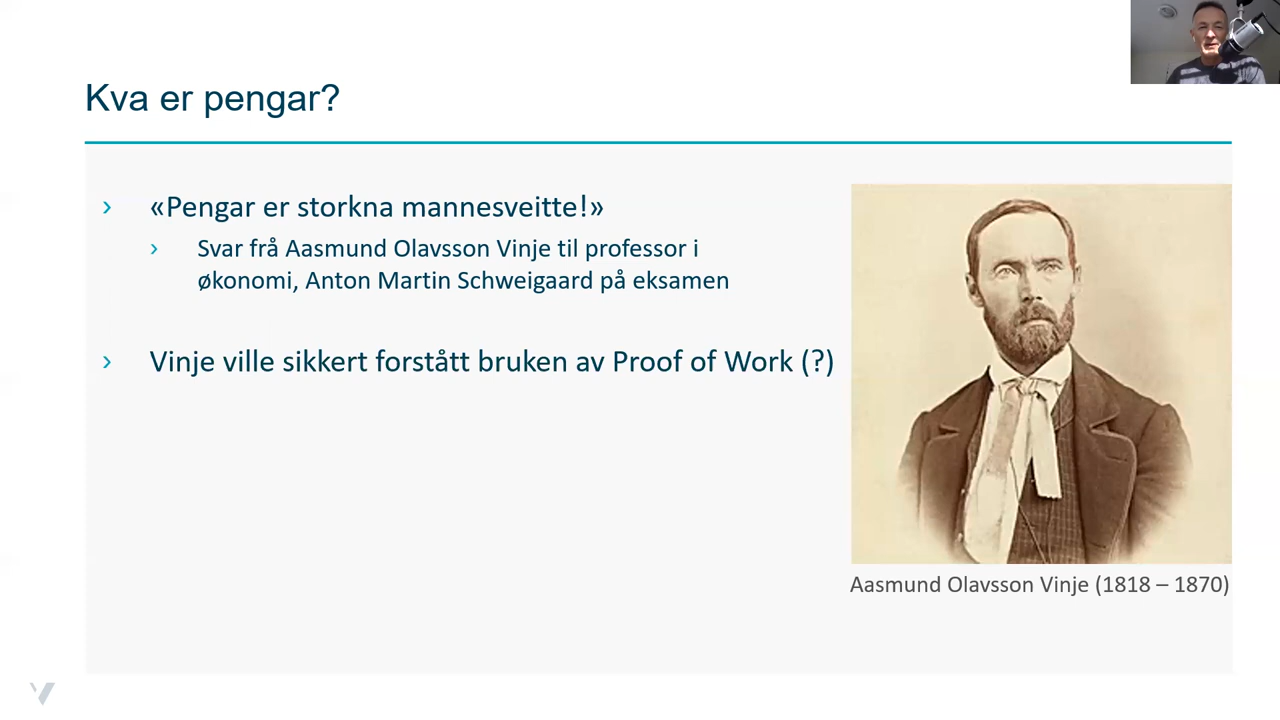 Kva er pengar?
› «Pengar er storkna mannesveitte!»
› Svar frå Aasmund Olavsson Vinje til professor i
økonomi, Anton Martin Schweigaard på eksamen
› Vinje ville sikkert forstått bruken av Proof of Work (?)
Aasmund Olavsson Vinje (1818 – 1870)